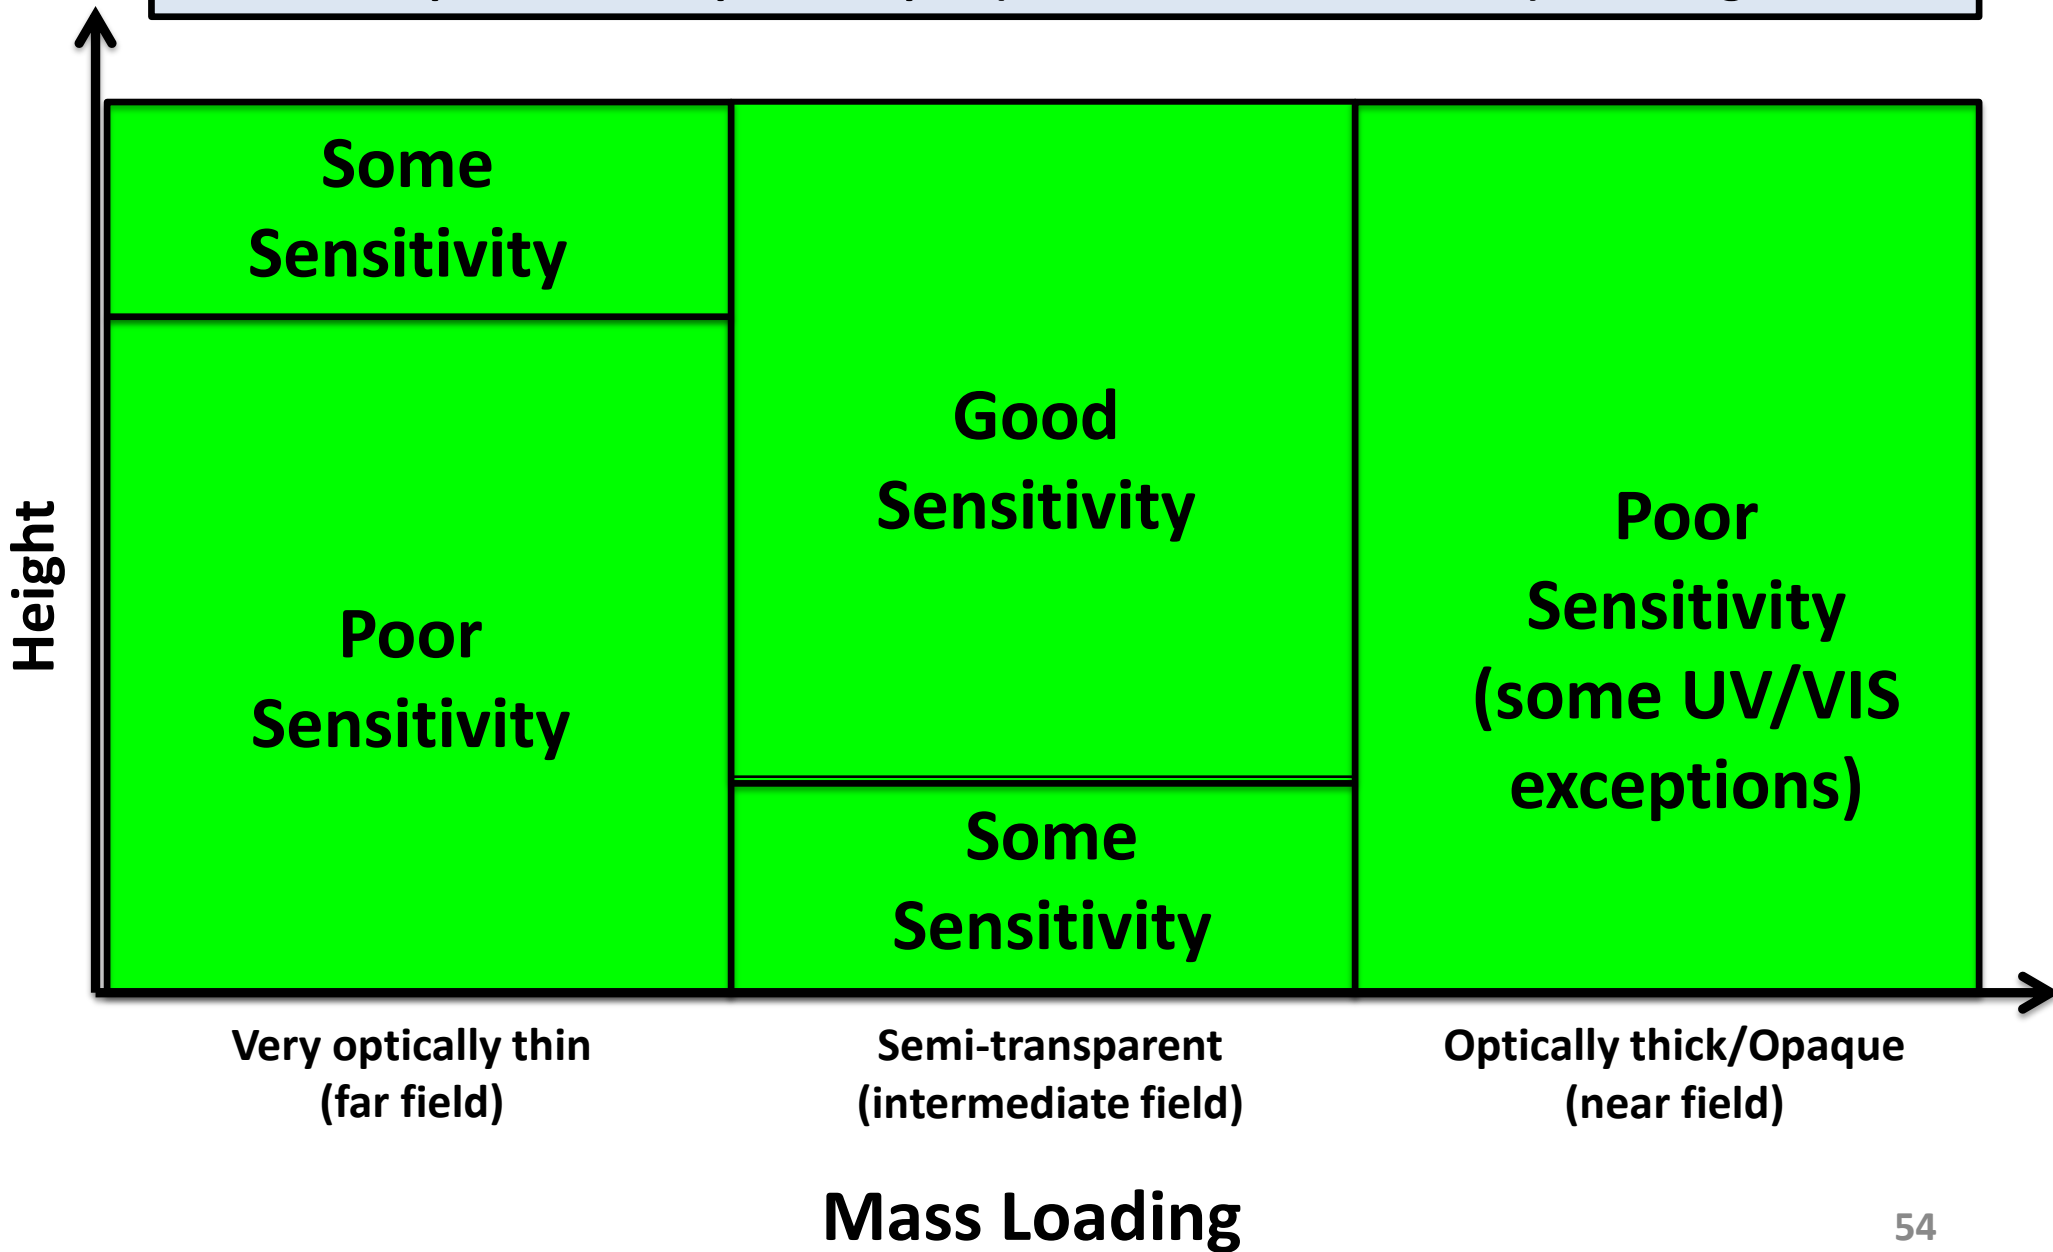 Some
Sensitivity
Good
Sensitivity
Poor
Sensitivity
(some UV/VIS
exceptions)
Poor
Sensitivity
Some
Sensitivity
Height
Very optically thin
(far field)
Semi-transparent
(intermediate field)
Optically thick/Opaque
(near field)
Mass Loading
54